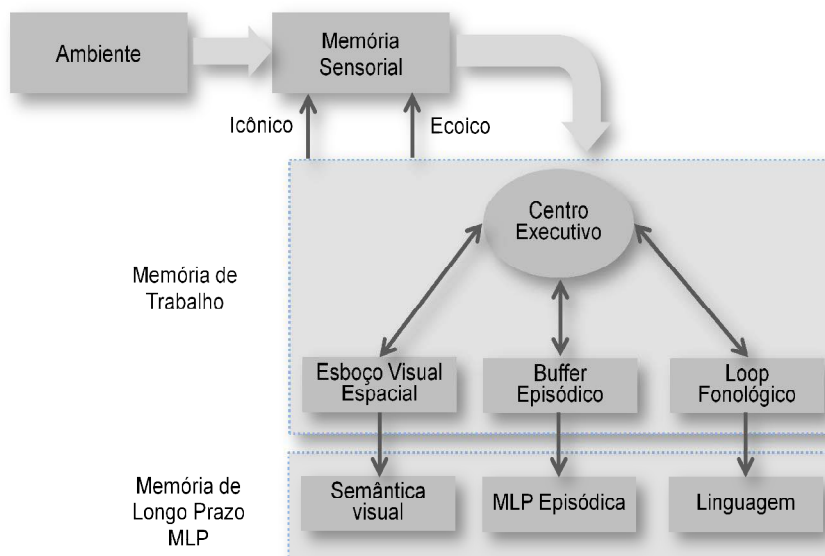 Ambiente
Memória
Sensorial
Icônico
Ecoico
Centro
Executivo
Memória de
Trabalho
Esboço Visual
Espacial
Buffer
Episódico
Loop
Fonológico
Memória de
Longo Prazo
MLP
Semântica
visual
MLP Episódica
Linguagem